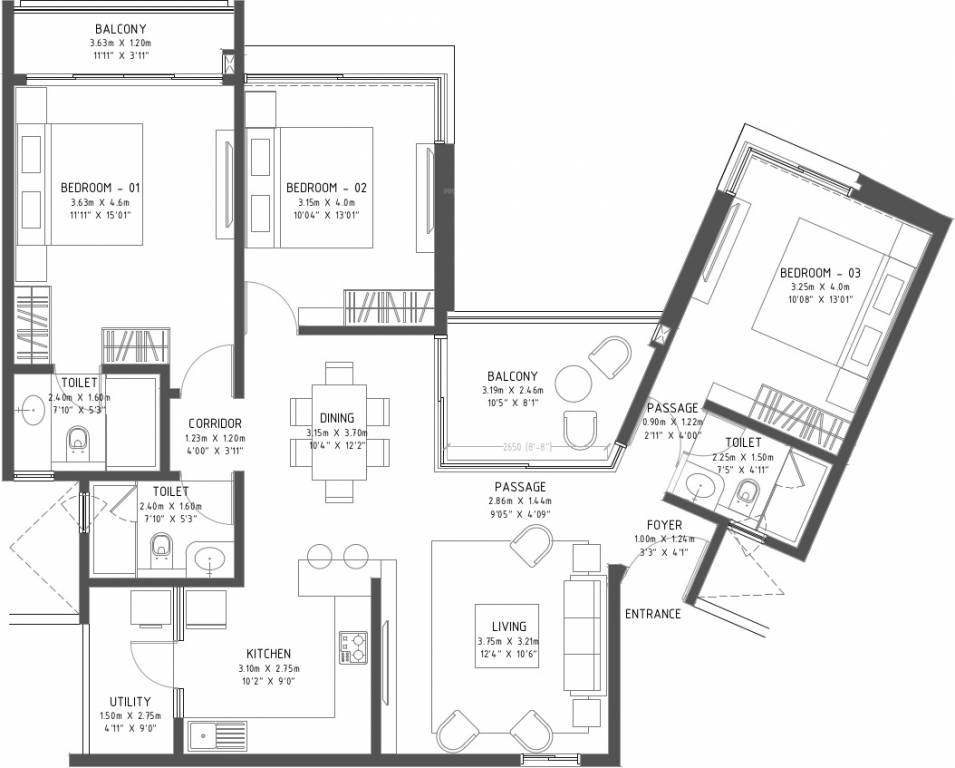 BALCONY
3.63m X 1.20m
11'11" X 3'11"
BEDROOM - 01
3.63m X 4.6m
11'11" X 15'01"
BEDROOM - 02
3.15m X 4.0m
10'04" X 13'01"
BEDROOM - 03
3.25m X 4.0m
10'08" X 13'01"
TOILET
2.40m X 1.60m
7'10" X 5'3"
CORRIDOR
1.23m X 1.20m
4'00" X 3'11"
DINING
3.15m X 3.70m
10'4" X 12'2"
BALCONY
3.19m X 2.46m
10'5" X 8'1"
2650 [8'-8"]
PASSAGE
0.90m X 1.22m
2'11" X 4'00"
TOILET
2.25m X 1.50m
7'5" X 4'11"
TOILET
2.40m X 1.60m
7'10" X 5'3"
PASSAGE
2.86m X 1.44m
9'05" X 4'09"
FOYER
1.00m X 1.24m
3'3" X 4'1"
ENTRANCE
LIVING
3.75m X 3.21m
12'4" X 10'6"
KITCHEN
3.10m X 2.75m
10'2" X 9'0"
UTILITY
1.50m X 2.75m
4'11" X 9'0"